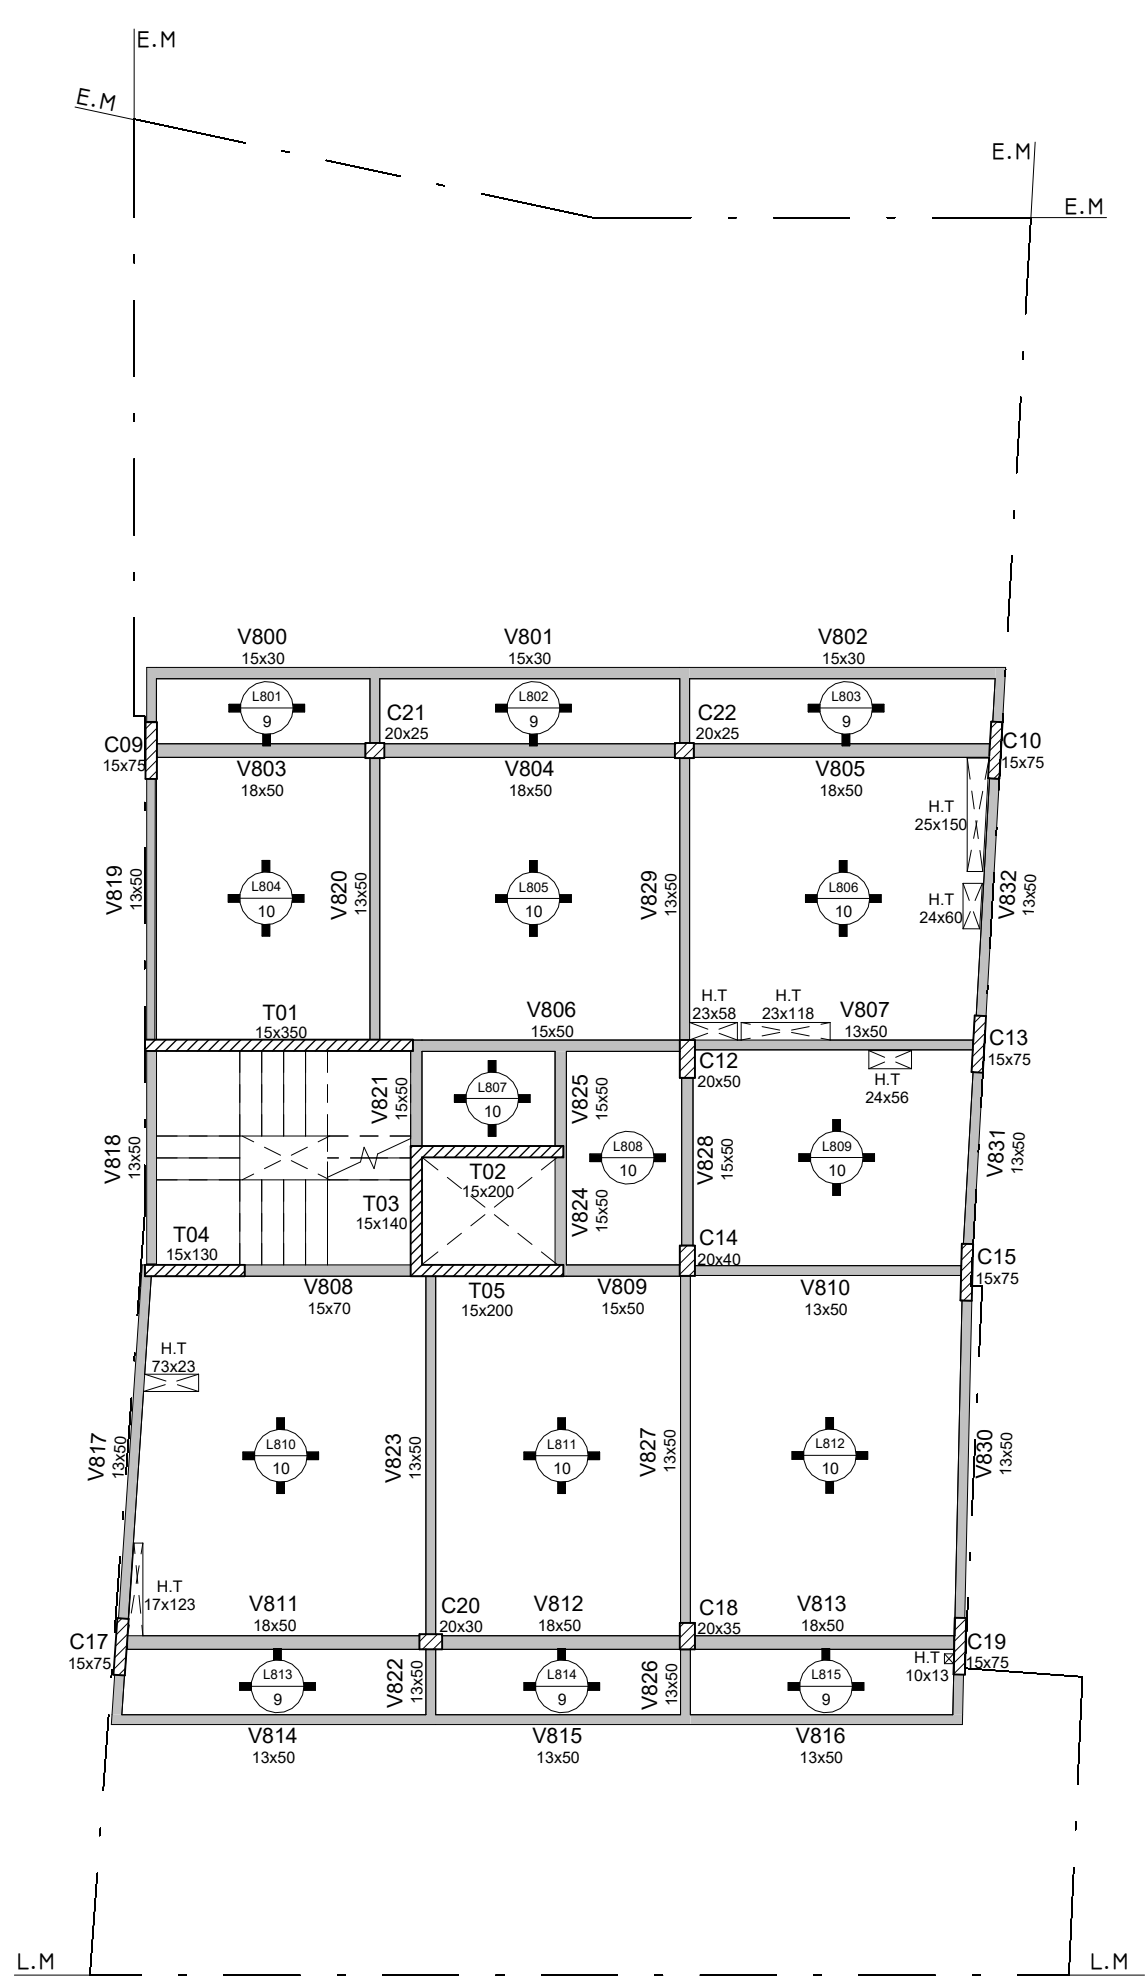 E.M
E.M
E.M
E.M
V800
15x30
V801
15x30
V802
15x30
L801
9
L802
9
L803
9
C21
20x25
C22
20x25
C09
15x75
C10
15x75
V803
18x50
V804
18x50
V805
18x50
H.T
25x150
V819
13x50
L804
10
V820
13x50
L805
10
V829
13x50
L806
10
H.T
24x60
V832
13x50
T01
15x350
V806
15x50
H.T
23x58
H.T
23x118
V807
13x50
C13
15x75
C12
20x50
H.T
24x56
V821
15x50
L807
10
V825
15x50
V818
13x50
L808
10
V828
15x50
L809
10
V831
13x50
T02
15x200
T03
15x140
V824
15x50
T04
15x130
C14
20x40
C15
15x75
V808
15x70
T05
15x200
V809
15x50
V810
13x50
H.T
73x23
V817
13x50
L810
10
V823
13x50
L811
10
V827
13x50
L812
10
V830
13x50
H.T
17x123
V811
18x50
C20
20x30
V812
18x50
C18
20x35
V813
18x50
C17
15x75
C19
15x75
H.T
10x13
L813
9
V822
13x50
L814
9
V826
13x50
L815
9
V814
13x50
V815
13x50
V816
13x50
L.M
L.M